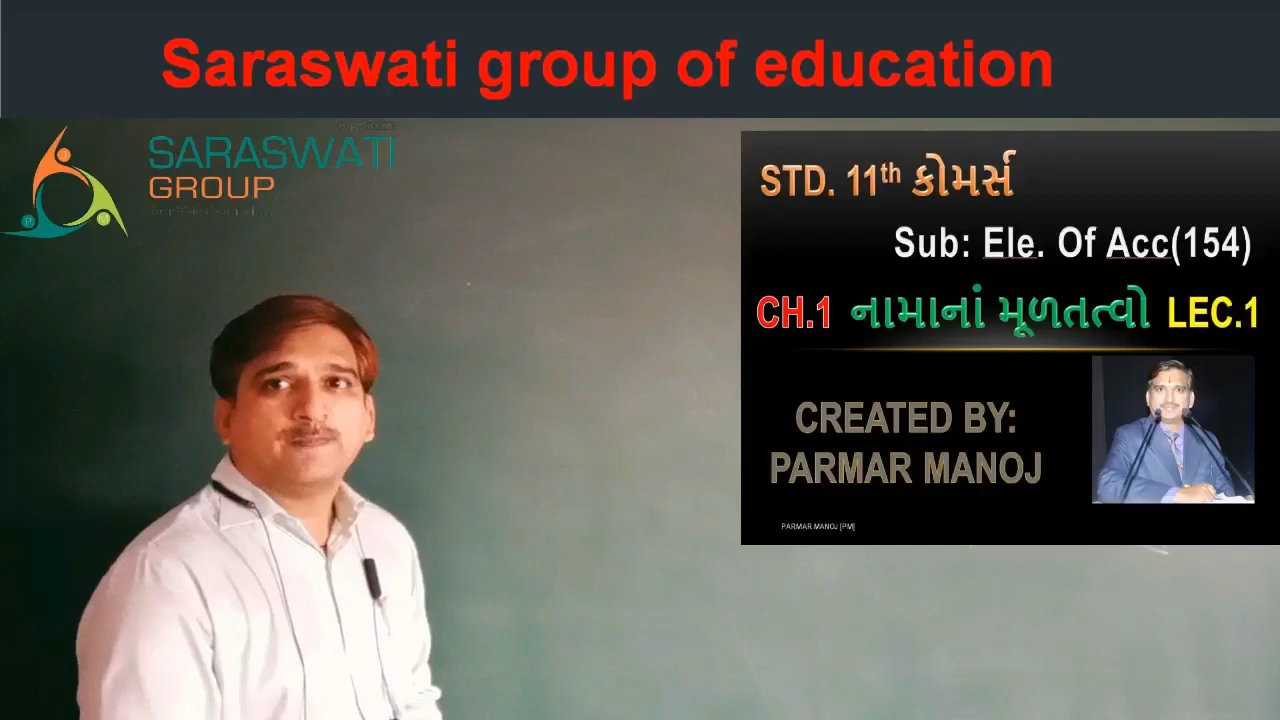 Saraswati group of education
SARASWATI
GROUP
STD. 11th કોમર્સ
Sub: Ele. Of Acc(154)
CH.1 નામાનાં મૂળતત્વો LEC.1
CREATED BY:
PARMAR MANOJ
PARMAR MANOJ [PM]